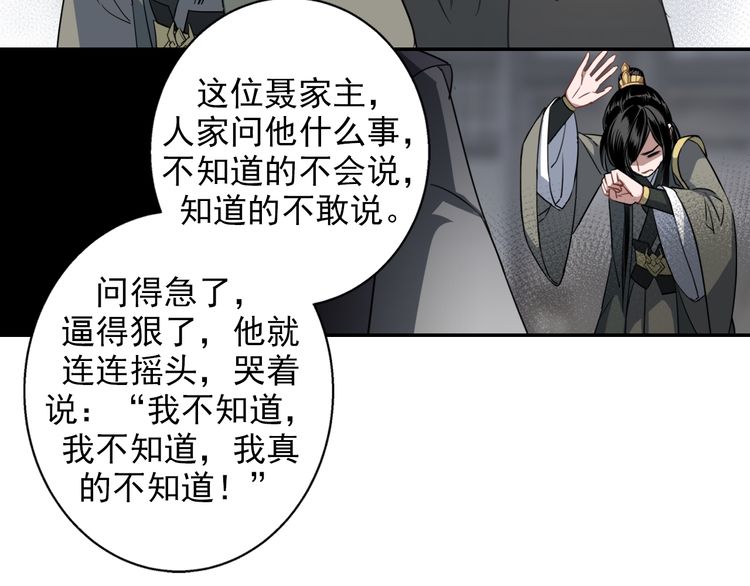 这位聂家主，
人家问他什么事，
不知道的不会说，
知道的不敢说。
问得急了，
逼得狠了，他就
连连摇头，哭着
说：“我不知道，
我不知道，我真
的不知道！”